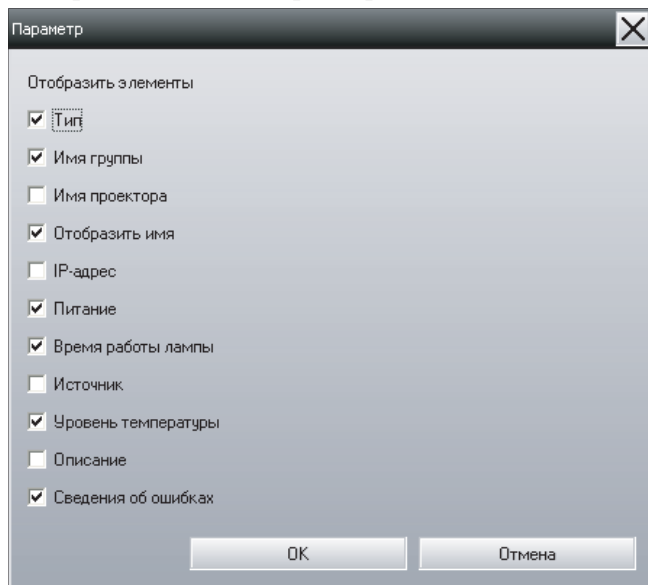 Параметр
Отобразить элементы
Тип
Имя группы
Имя проектора
Отобразить имя
IP-адрес
Питание
Время работы лампы
Источник
Уровень температуры
Описание
Сведения об ошибках
OK Отмена